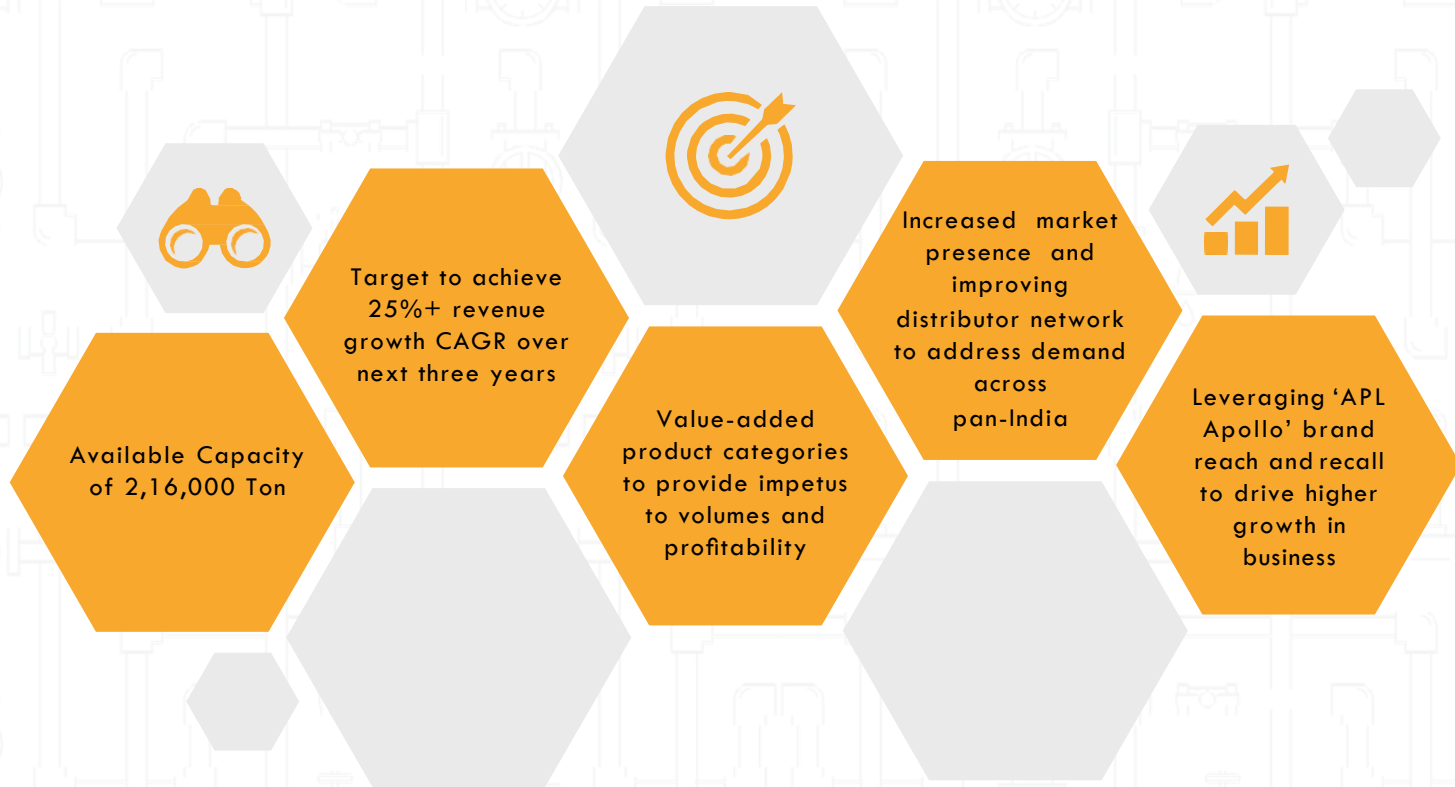 Available Capacity
of 2,16,000 Ton
Target to achieve
25%+ revenue
growth CAGR over
next three years
Value-added
product categories
to provide impetus
to volumes and
profitability
Increased market
presence and
improving
distributor network
to address demand
across
pan-India
Leveraging ‘APL
Apollo’ brand
reach and recall
to drive higher
growth in
business